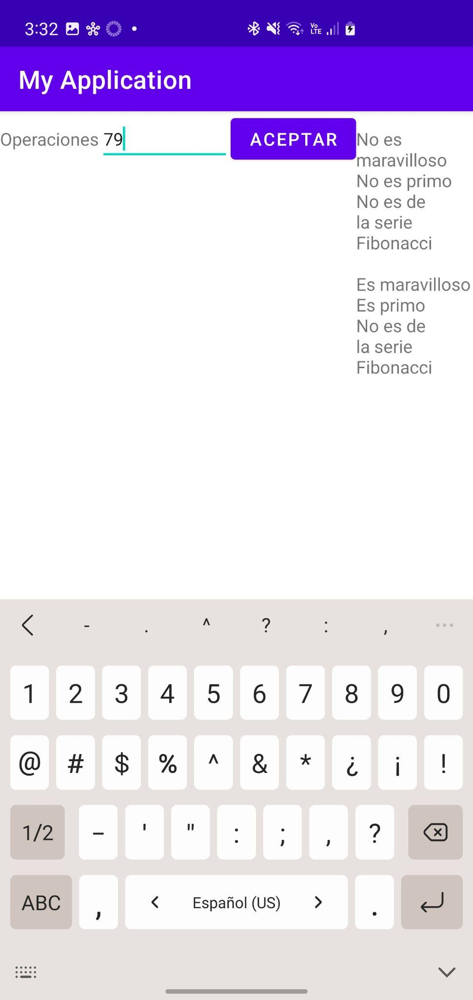 3:32
Vo
LTE
My Application
Operaciones 79 ACEPTAR
No es
maravilloso
No es primo
No es de
la serie
Fibonacci
Es maravilloso
Es primo
No es de
la serie
Fibonacci
- . ^ ? : , ...
1 2 3 4 5 6 7 8 9 0
@ # $ % ^ & * ¿ ¡ !
1/2 – ' " : ; , ?
ABC , < Español (US) > .